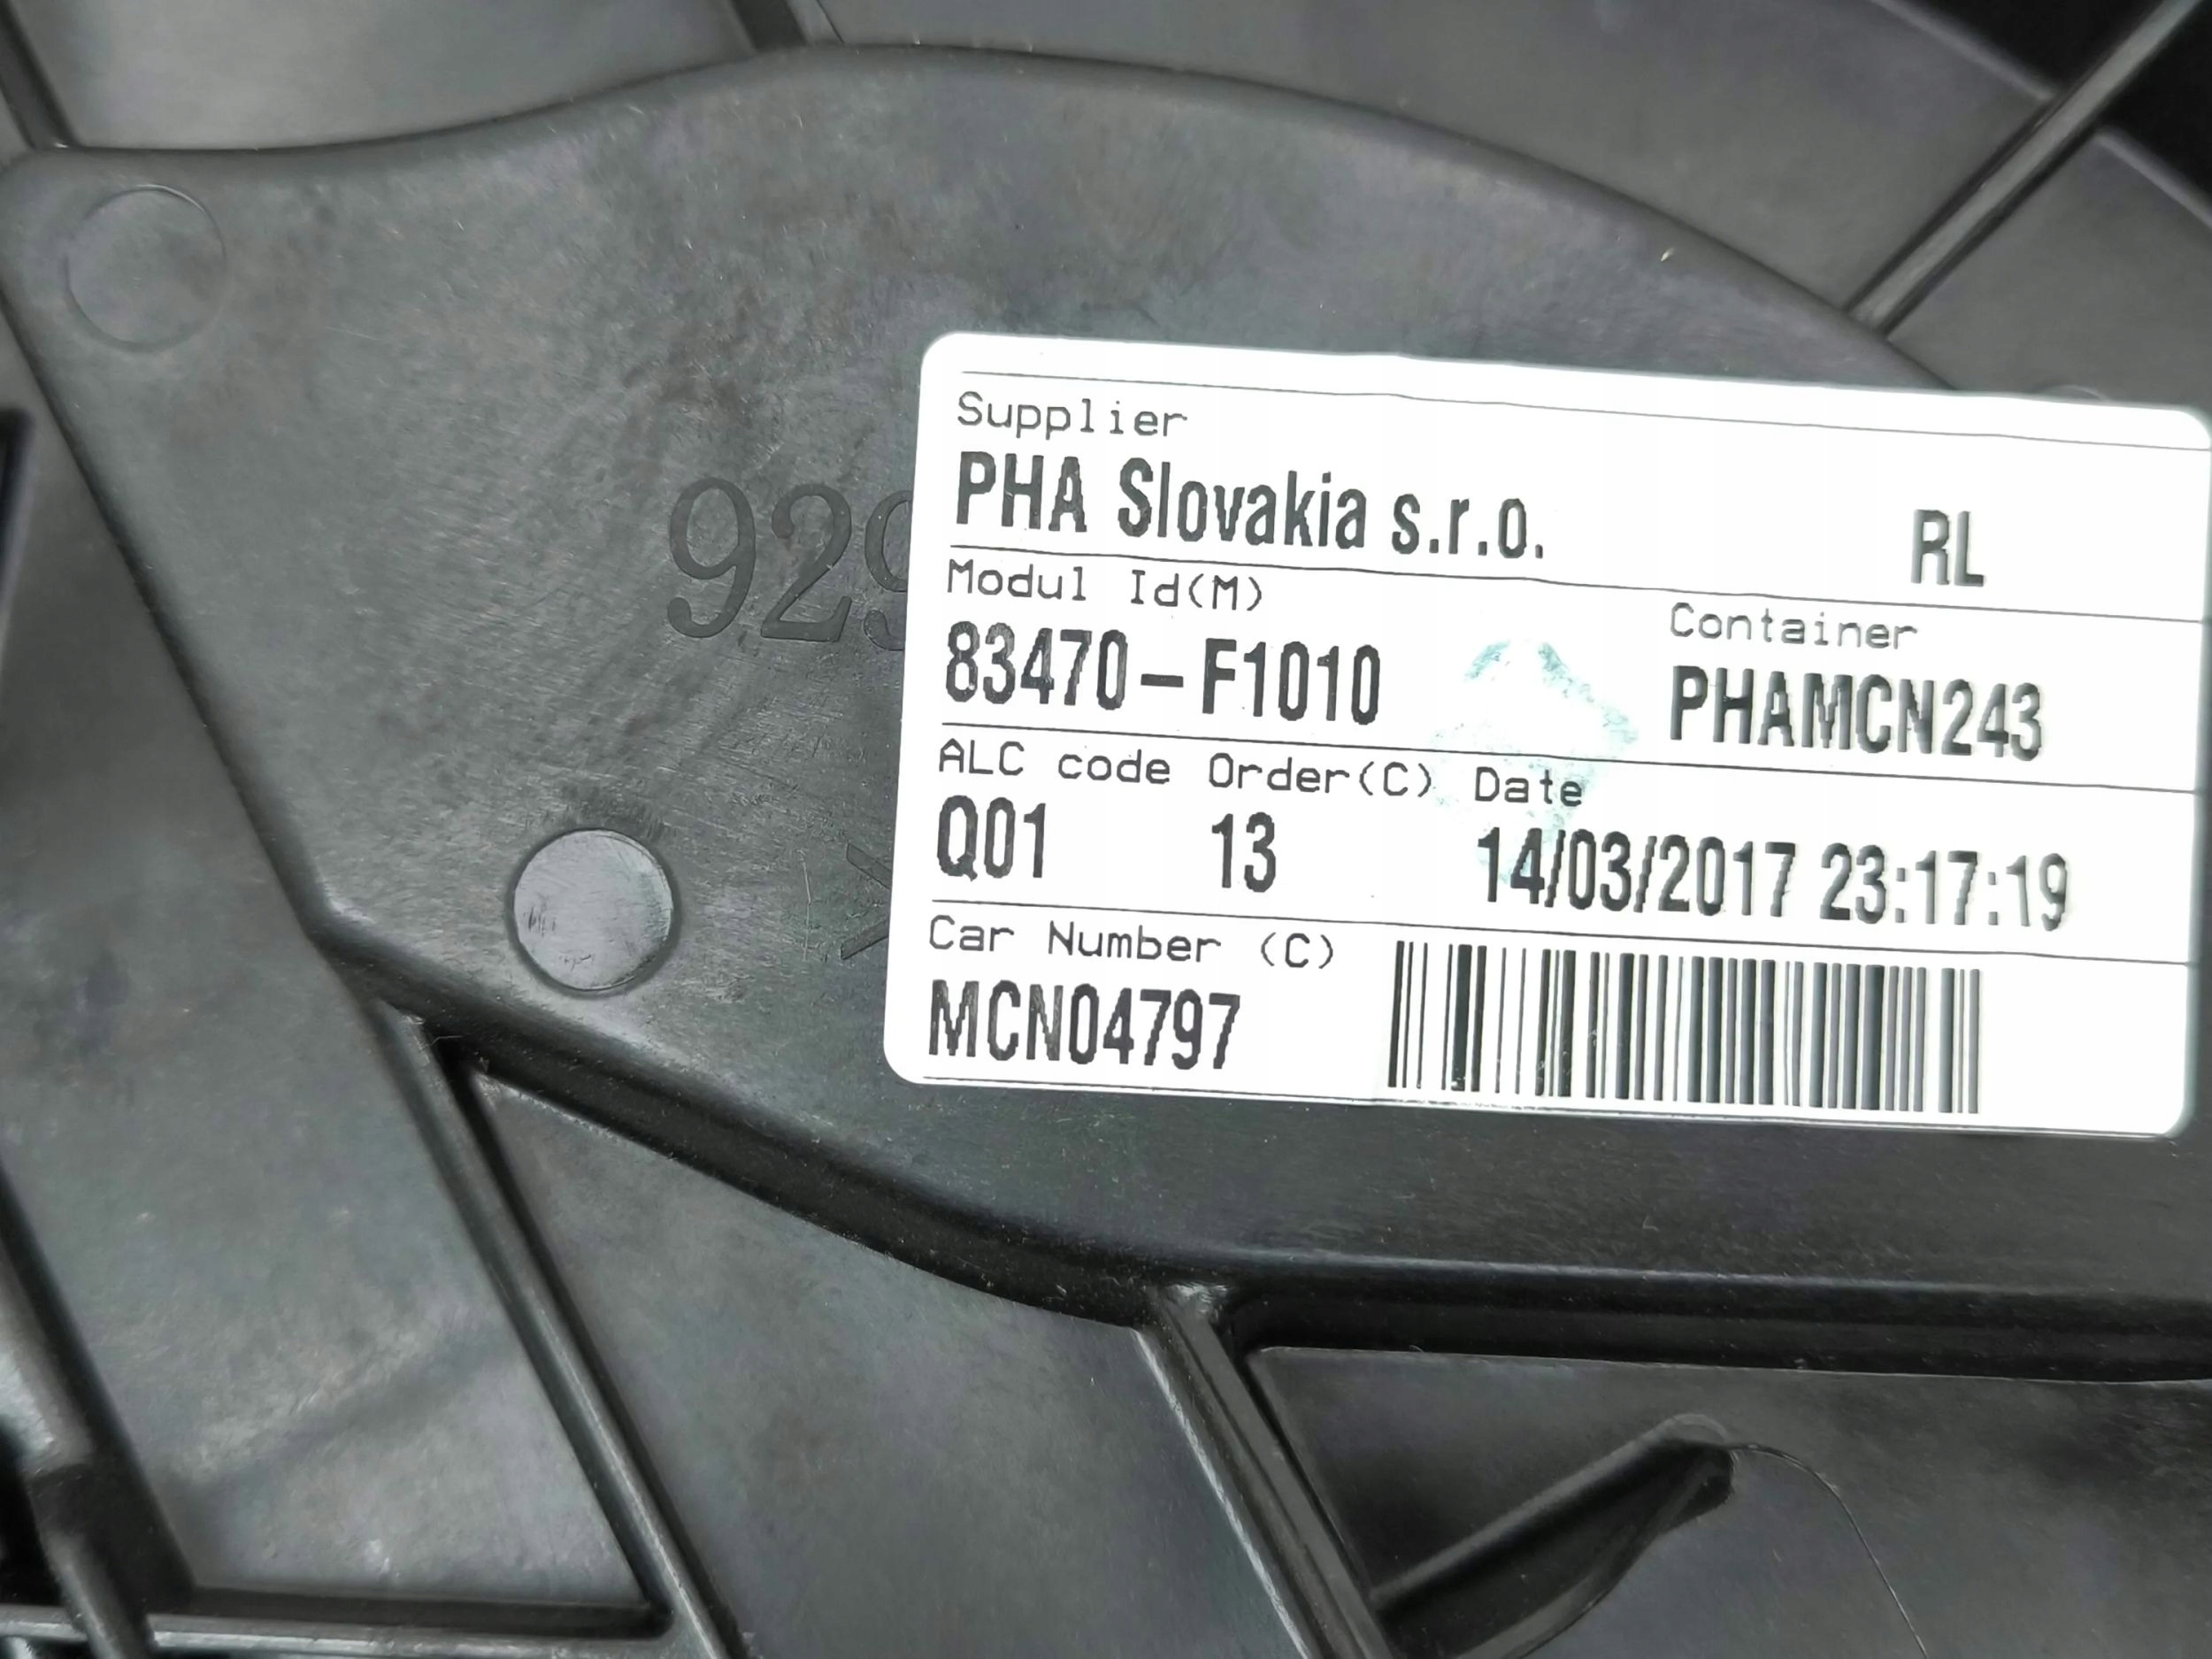 Supplier
PHA Slovakia s.r.o. RL
Modul Id(M) Container
83470-F1010 PHAMCN243
ALC code Order(C) Date
Q01 13 14/03/2017 23:17:19
Car Number (C)
MCN04797
929